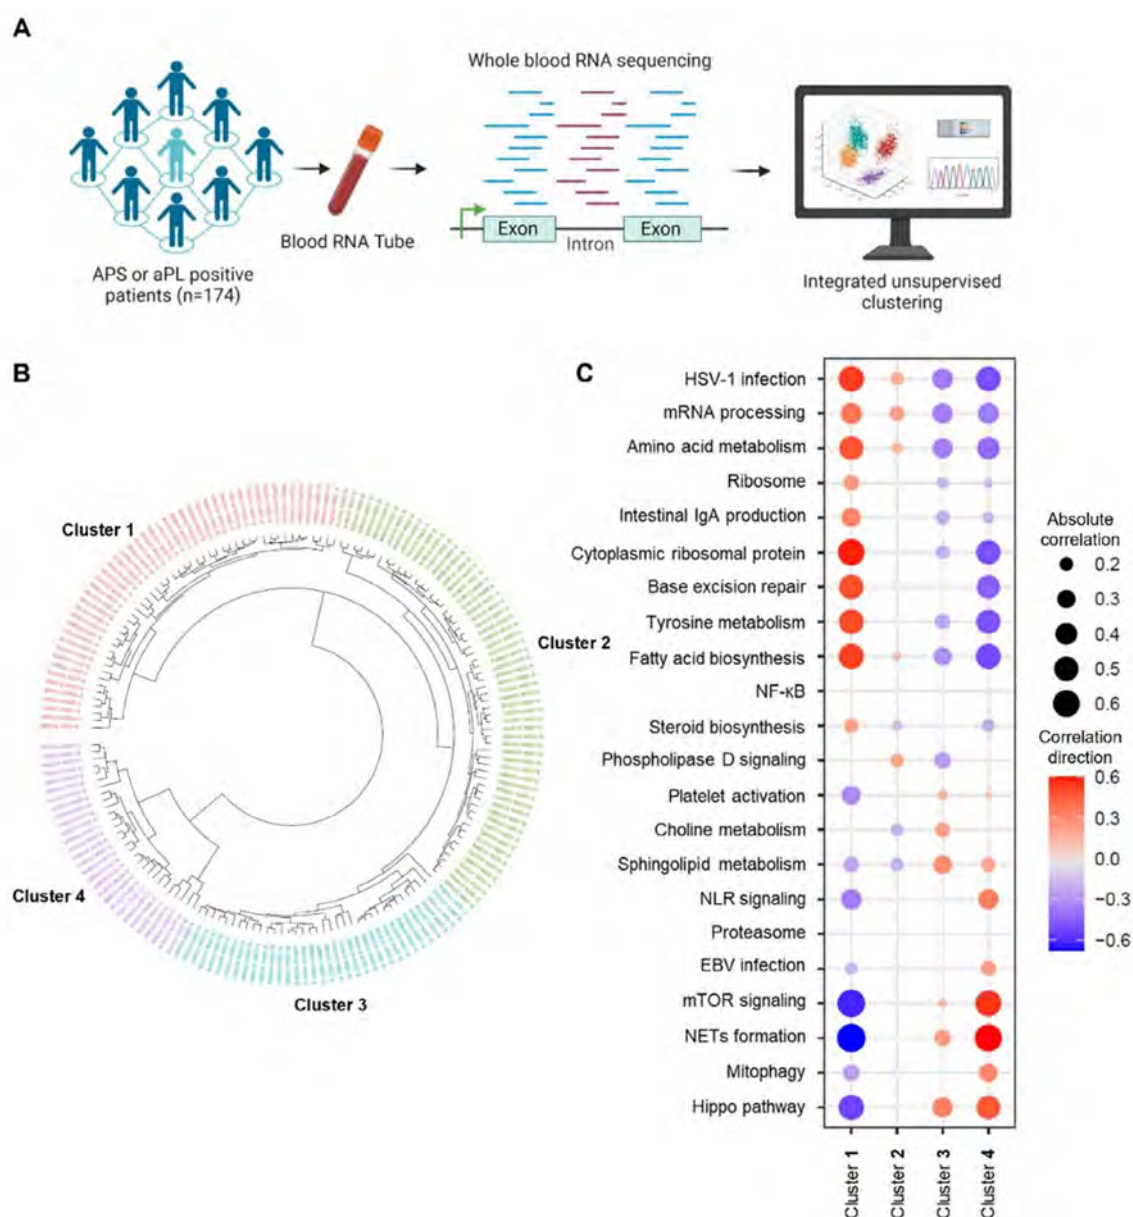 A
Whole blood RNA sequencing
Exon
Intron
Exon
Blood RNA Tube
APS or aPL positive
patients (n=174)
Integrated unsupervised
clustering
B
Cluster 1
Cluster 2
Cluster 3
Cluster 4
C
HSV-1 infection
mRNA processing
Amino acid metabolism
Ribosome
Intestinal IgA production
Cytoplasmic ribosomal protein
Base excision repair
Tyrosine metabolism
Fatty acid biosynthesis
NF-κB
Steroid biosynthesis
Phospholipase D signaling
Platelet activation
Choline metabolism
Sphingolipid metabolism
NLR signaling
Proteasome
EBV infection
mTOR signaling
NETs formation
Mitophagy
Hippo pathway
Cluster 1
Cluster 2
Cluster 3
Cluster 4
Absolute
correlation
0.2
0.3
0.4
0.5
0.6
Correlation
direction
0.6
0.3
0.0
−0.3
−0.6